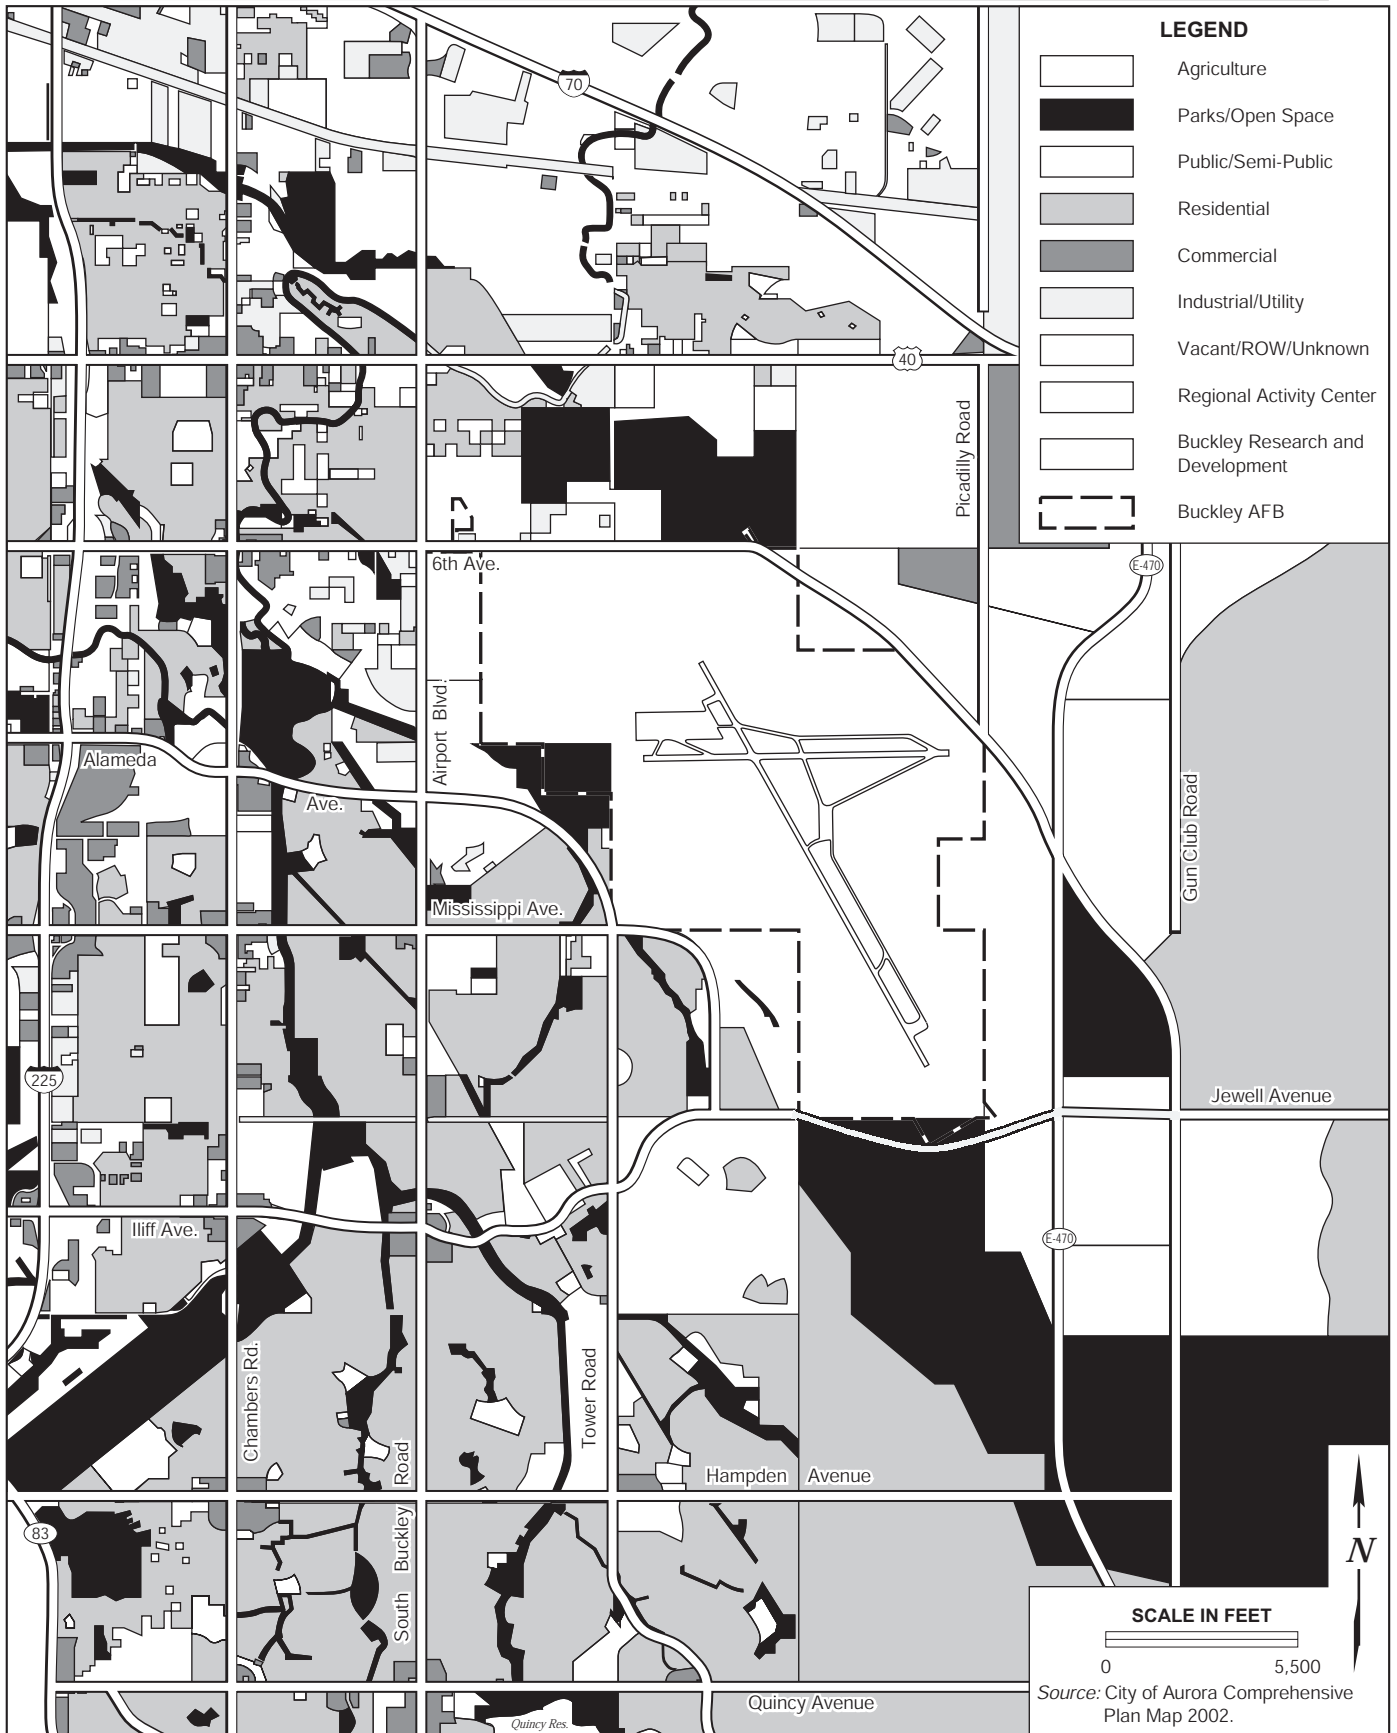 LEGEND
Agriculture
Parks/Open Space
Public/Semi-Public
Residential
Commercial
Industrial/Utility
Vacant/ROW/Unknown
Regional Activity Center
Buckley Research and
Development
Buckley AFB
70
40
Picadilly Road
6th Ave.
E-470
Airport Blvd.
Alameda
Ave.
Gun Club Road
Mississippi Ave.
225
Jewell Avenue
Iliff Ave.
E-470
Chambers Rd.
Tower Road
Hampden Avenue
South Buckley Road
83
N
SCALE IN FEET
0 5,500
Source: City of Aurora Comprehensive
Plan Map 2002.
Quincy Avenue
Quincy Res.